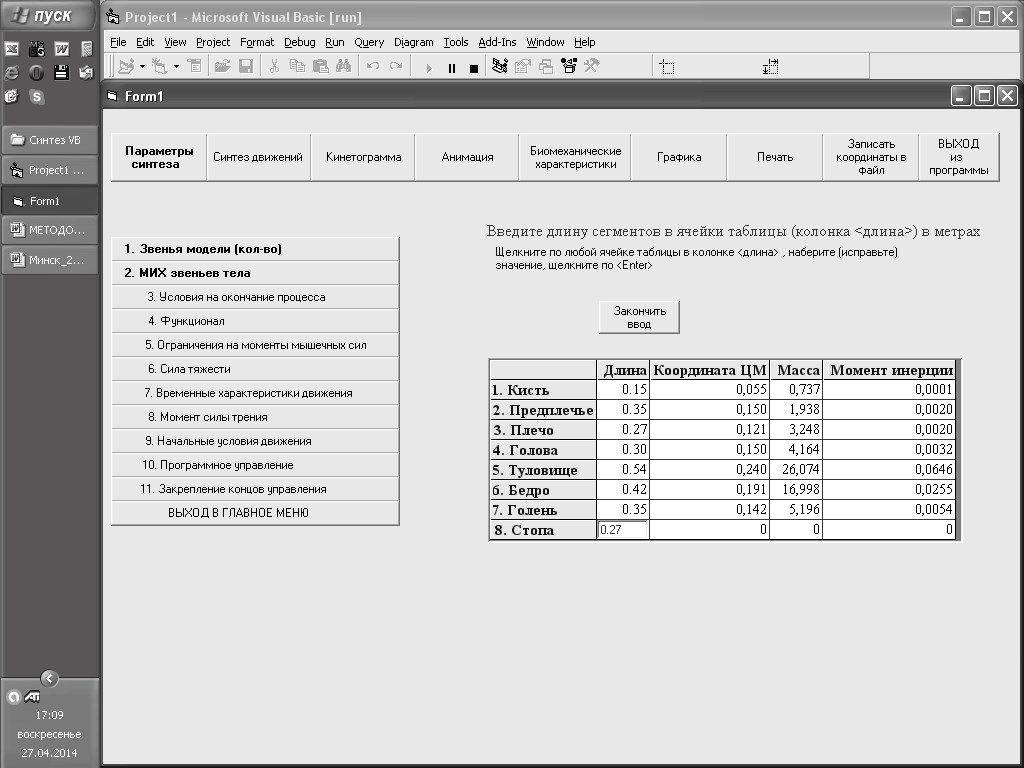 пуск
Project1 - Microsoft Visual Basic [run]
File Edit View Project Format Debug Run Query Diagram Tools Add-Ins Window Help
Form1
Параметры
синтеза
Синтез движений
Кинетограмма
Анимация
Биомеханические
характеристики
Графика
Печать
Записать
координаты в
файл
ВЫХОД
из
программы
Синтез VB
Project1 ...
Form1
МЕТОДО...
Минск_2...
1. Звенья модели (кол-во)
2. МИХ звеньев тела
3. Условия на окончание процесса
4. Функционал
5. Ограничения на моменты мышечных сил
6. Сила тяжести
7. Временные характеристики движения
8. Момент силы трения
9. Начальные условия движения
10. Программное управление
11. Закрепление концов управления
ВЫХОД В ГЛАВНОЕ МЕНЮ
Введите длину сегментов в ячейки таблицы (колонка <длина>) в метрах
Щелкните по любой ячейке таблицы в колонке <длина> , наберите (исправьте)
значение, щелкните по <Enter>
Закончить
ввод
Длина Координата ЦМ Масса Момент инерции
1. Кисть 0.15 0,055 0,737 0,0001
2. Предплечье 0.35 0,150 1,938 0,0020
3. Плечо 0.27 0,121 3,248 0,0020
4. Голова 0.30 0,150 4,164 0,0032
5. Туловище 0.54 0,240 26,074 0,0646
6. Бедро 0.42 0,191 16,998 0,0255
7. Голень 0.35 0,142 5,196 0,0054
8. Стопа 0.27 0 0 0
17:09
воскресенье
27.04.2014